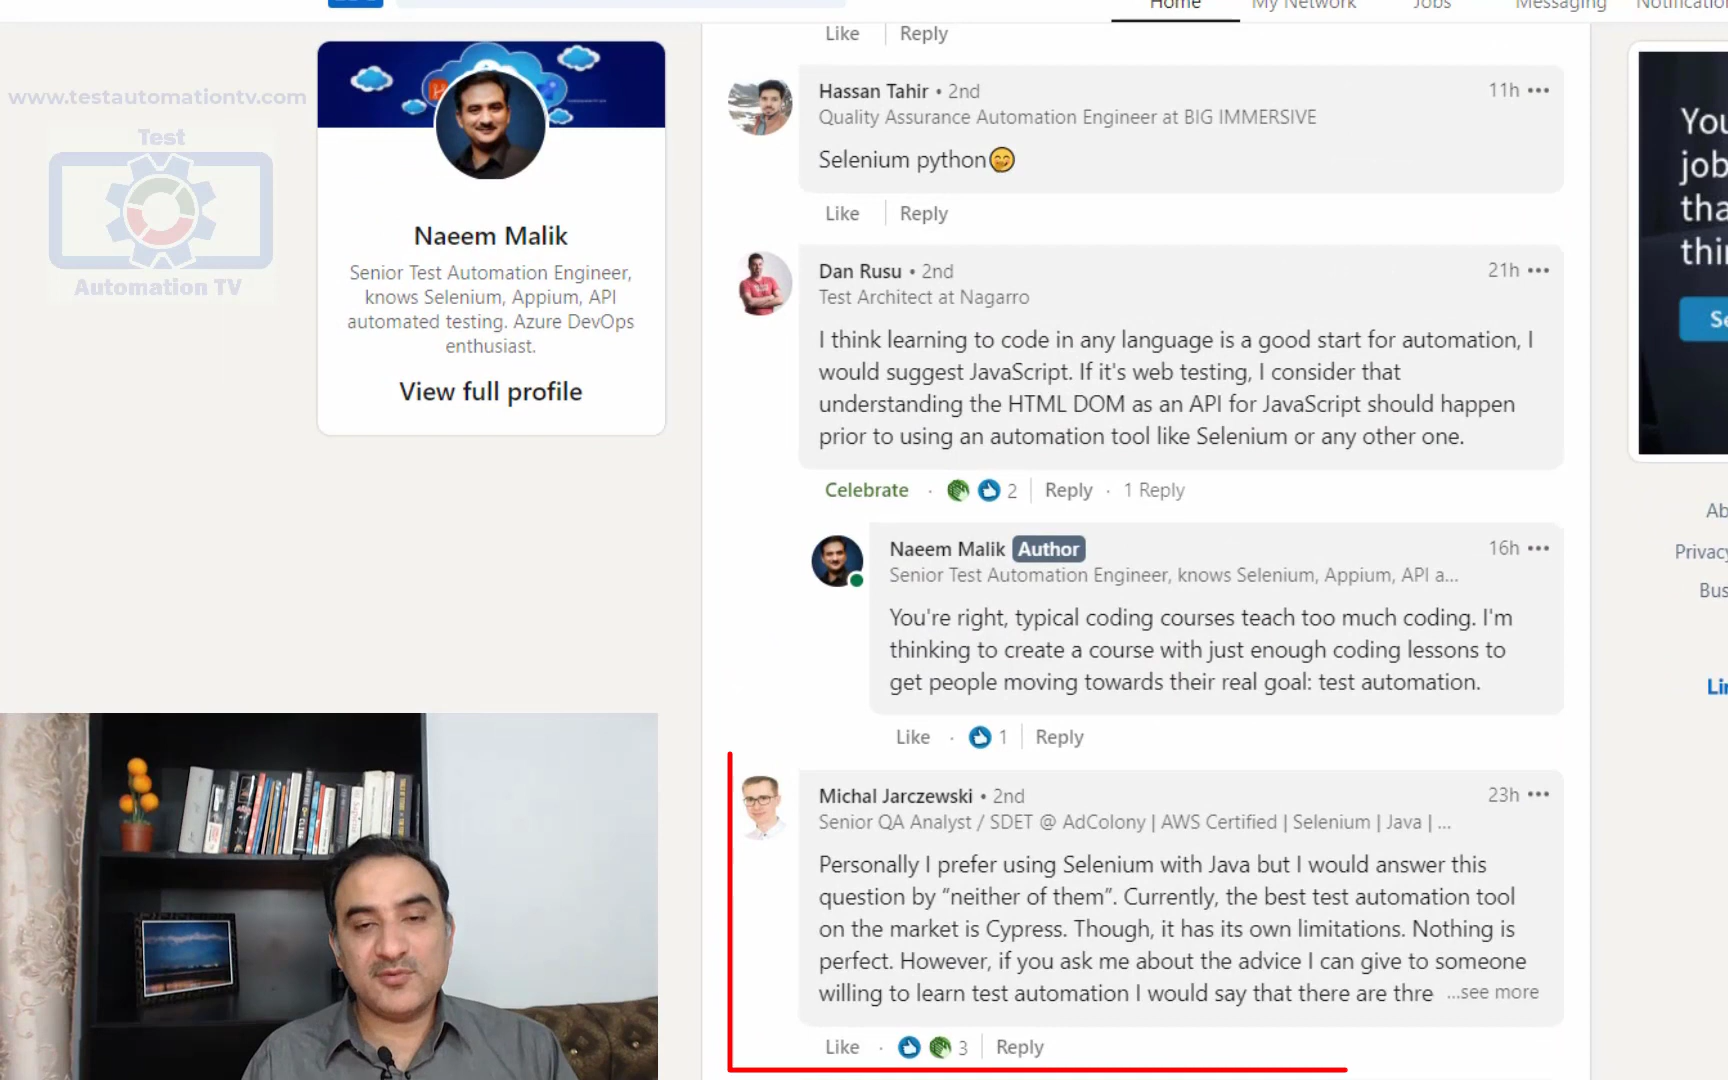 Home
My Network
Jobs
Messaging
www.testautomationtv.com
Test
Automation TV
Naeem Malik
Senior Test Automation Engineer,
knows Selenium, Appium, API
automated testing. Azure DevOps
enthusiast.
View full profile
Like Reply
Hassan Tahir • 2nd
11h •••
Quality Assurance Automation Engineer at BIG IMMERSIVE
Selenium python
Like Reply
Dan Rusu • 2nd
21h •••
Test Architect at Nagarro
I think learning to code in any language is a good start for automation, I
would suggest JavaScript. If it's web testing, I consider that
understanding the HTML DOM as an API for JavaScript should happen
prior to using an automation tool like Selenium or any other one.
Celebrate · 2 Reply · 1 Reply
Naeem Malik Author
16h •••
Senior Test Automation Engineer, knows Selenium, Appium, API a...
You're right, typical coding courses teach too much coding. I'm
thinking to create a course with just enough coding lessons to
get people moving towards their real goal: test automation.
Like · 1 Reply
Michal Jarczewski • 2nd
23h •••
Senior QA Analyst / SDET @ AdColony | AWS Certified | Selenium | Java | ...
Personally I prefer using Selenium with Java but I would answer this
question by “neither of them”. Currently, the best test automation tool
on the market is Cypress. Though, it has its own limitations. Nothing is
perfect. However, if you ask me about the advice I can give to someone
willing to learn test automation I would say that there are thre ...see more
Like · 3 Reply
You
job
tha
thi
Privacy